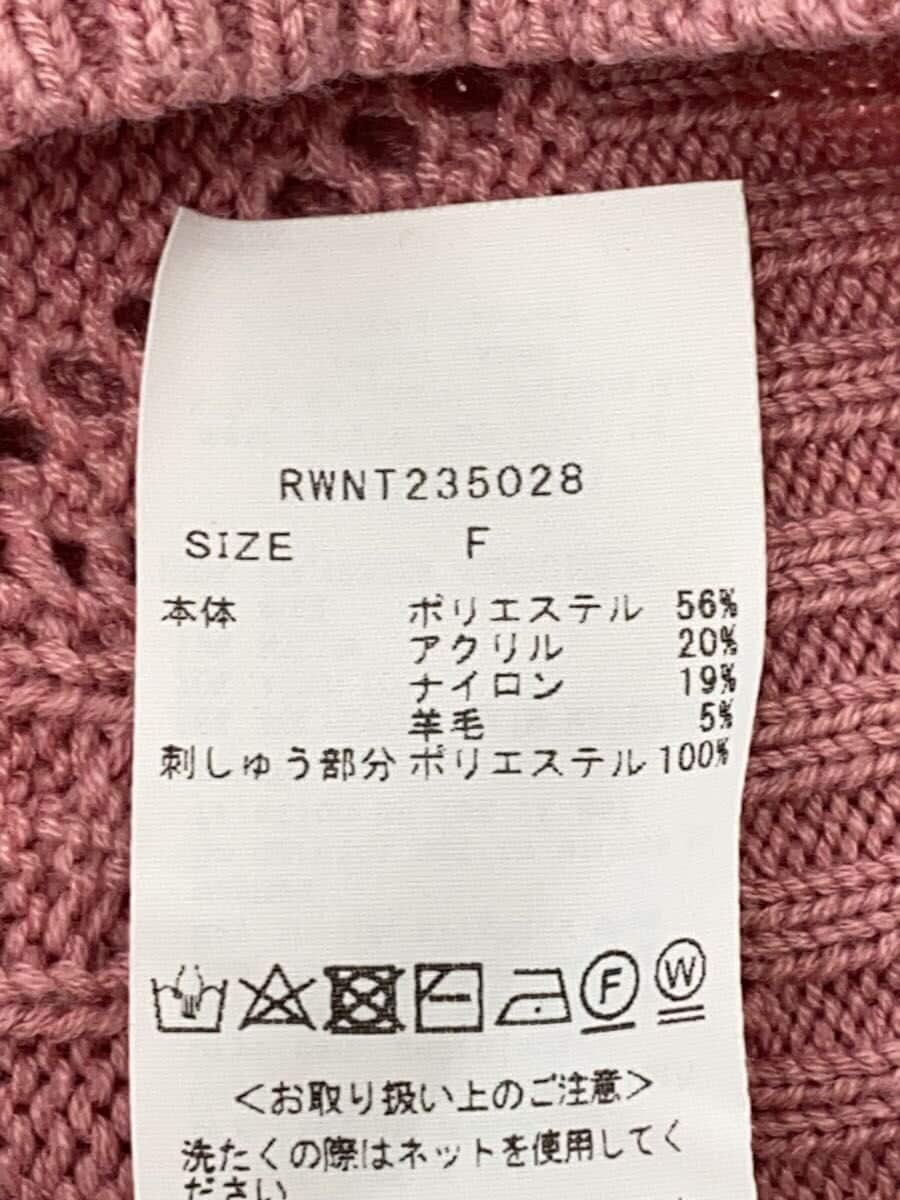 RWNT235028
SIZE F
本体 ポリエステル 56%
アクリル 20%
ナイロン 19%
羊毛 5%
刺しゅう部分 ポリエステル 100%
F W
<お取り扱い上のご注意>
洗たくの際はネットを使用してく
ださい